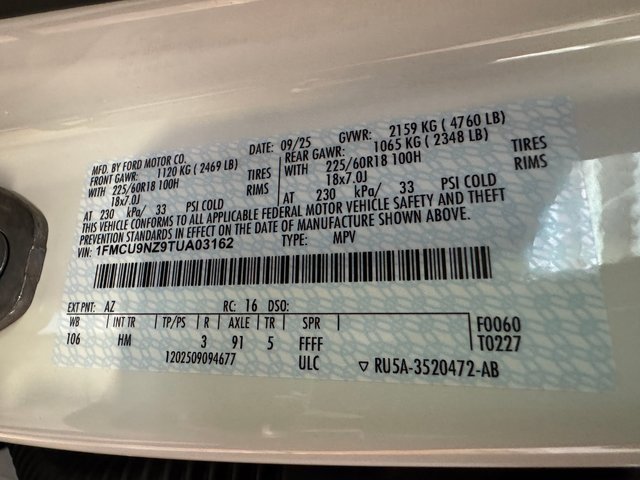 MFD. BY FORD MOTOR CO.
DATE: 09/25 GVWR: 2159 KG ( 4760 LB)
FRONT GAWR: 1120 KG ( 2469 LB) REAR GAWR: 1065 KG ( 2348 LB)
WITH 225/60R18 100H TIRES WITH 225/60R18 100H TIRES
18x7.0J RIMS 18x7.0J RIMS
AT 230 kPa/ 33 PSI COLD AT 230 kPa/ 33 PSI COLD
THIS VEHICLE CONFORMS TO ALL APPLICABLE FEDERAL MOTOR VEHICLE SAFETY AND THEFT
PREVENTION STANDARDS IN EFFECT ON THE DATE OF MANUFACTURE SHOWN ABOVE.
VIN: 1FMCU9NZ9TUA03162 TYPE: MPV
EXT PNT: AZ RC: 16 DSO:
WB INT TR TP/PS R AXLE TR SPR F0060
106 HM 3 91 5 FFFF T0227
1202509094677 ULC ▽ RU5A-3520472-AB